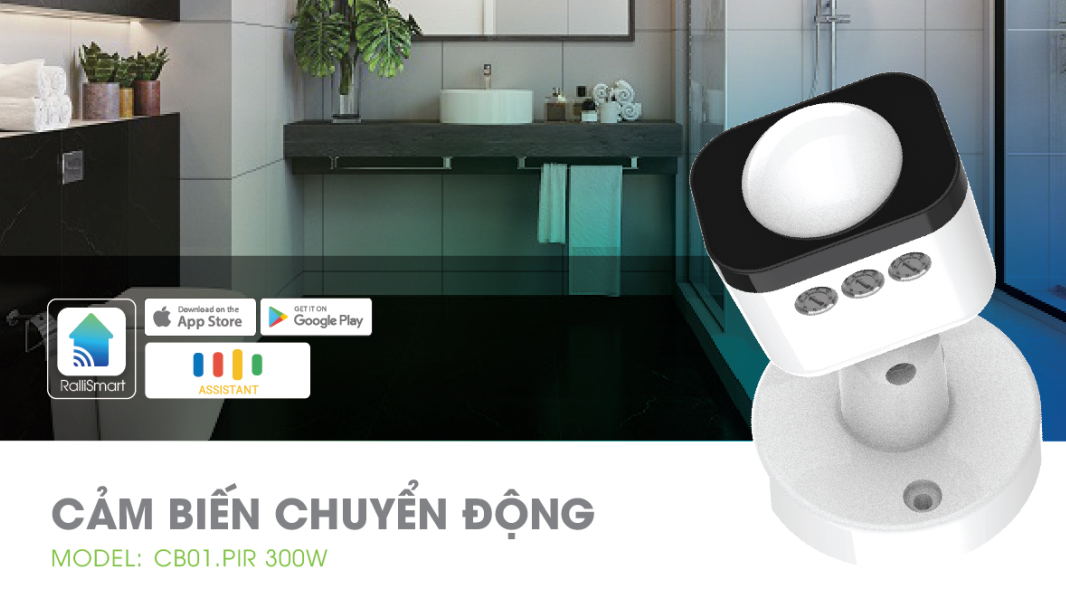 RalliSmart
Download on the
App Store
GET IT ON
Google Play
ASSISTANT
CẢM BIẾN CHUYỂN ĐỘNG
MODEL: CB01.PIR 300W